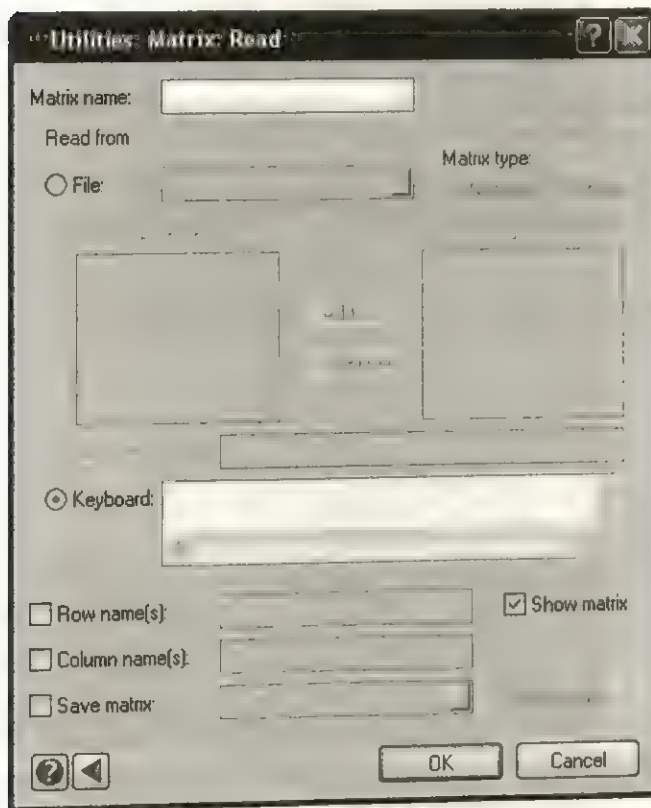 Utilities: Matrix: Read
Matrix name:
Read from
File:
Matrix type:
Keyboard:
Row name(s):
Show matrix
Column name(s):
Save matrix:
OK
Cancel